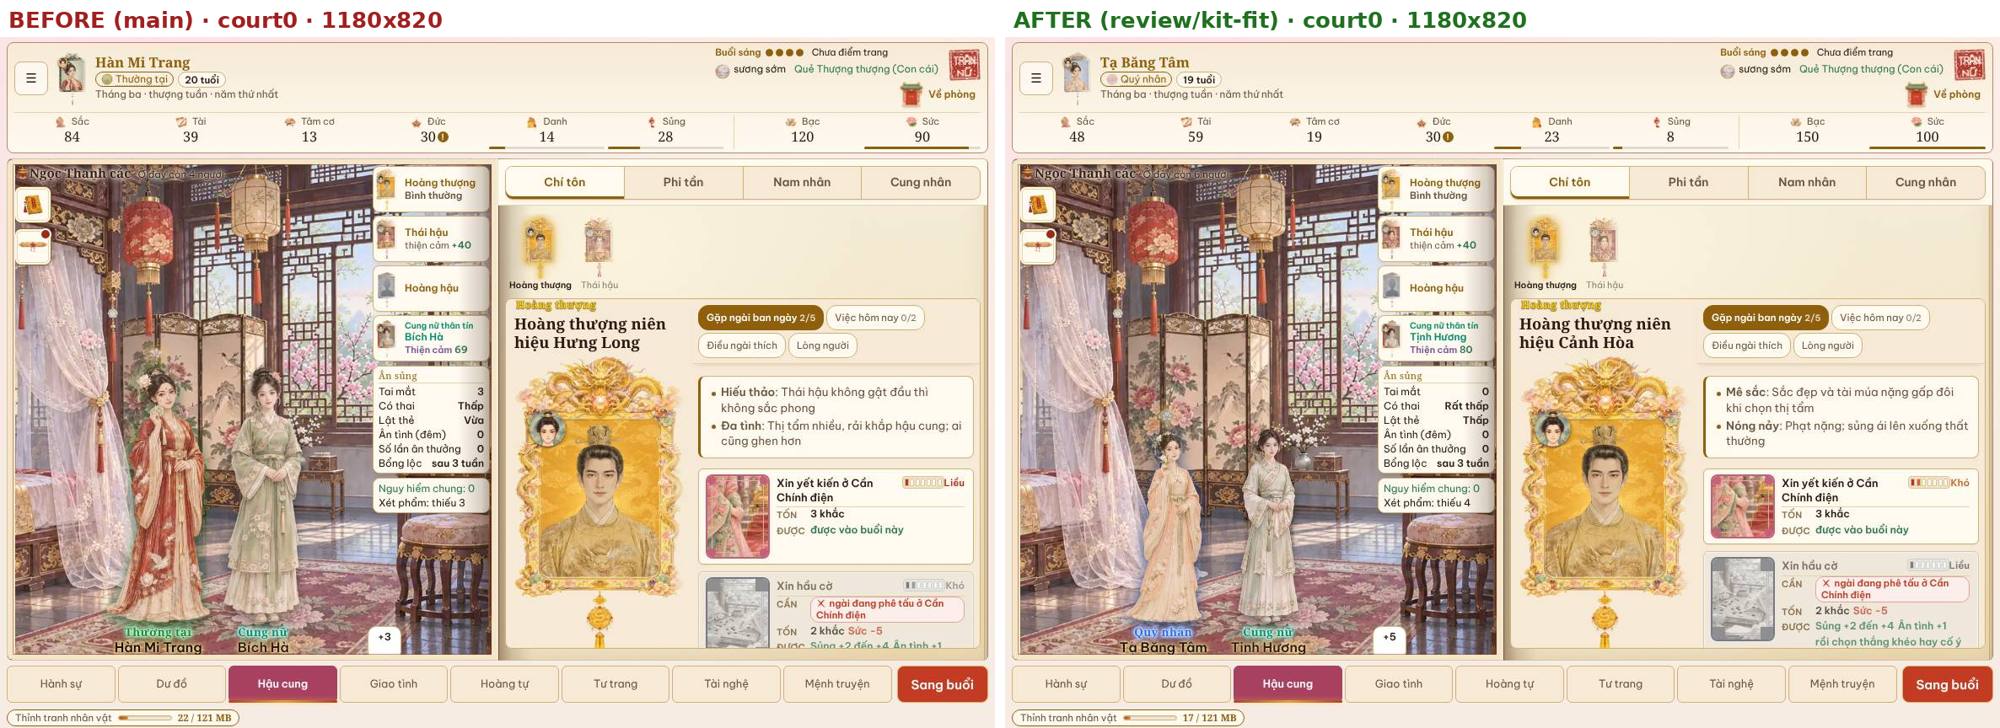 BEFORE (main) · court0 · 1180x820
☰
Hàn Mi Trang
Thường tại 20 tuổi
Tháng ba · thượng tuần · năm thứ nhất
Buổi sáng ●●●● Chưa điểm trang
sương sớm Quẻ Thượng thượng (Con cái)
TRÂN NỮ
Về phòng
Sắc Tài Tâm cơ Đức Danh Sủng Bạc Sức
84 39 13 30! 14 28 120 90
Ngọc Thanh các
Hoàng thượng
Bình thường
Thái hậu
thiện cảm +40
Hoàng hậu
Cung nữ thân tín
Bích Hà
Thiện cảm 69
Ân sủng
Tai mắt 3
Có thai Thấp
Lật thẻ Vừa
Ân tình (đêm) 0
Số lần ân thưởng 0
Bổng lộc sau 3 tuần
Nguy hiểm chung: 0
Xét phẩm: thiếu 3
Thường tại
Hàn Mi Trang
Cung nữ
Bích Hà
+3
Chí tôn Phi tần Nam nhân Cung nhân
Hoàng thượng Thái hậu
Hoàng thượng
Hoàng thượng niên
hiệu Hưng Long
Gặp ngài ban ngày 2/5 Việc hôm nay 0/2
Điều ngài thích Lòng người
• Hiếu thảo: Thái hậu không gật đầu thì
không sắc phong
• Đa tình: Thị tẩm nhiều, rải khắp hậu cung; ai
cũng ghen hơn
Xin yết kiến ở Cần
Chính điện
Liều
TỐN 3 khắc
ĐƯỢC được vào buổi này
Xin hầu cờ Khó
CẦN ✕ ngài đang phê tấu ở Cần
Chính điện
TỐN 2 khắc Sức -5
ĐƯỢC Sủng +2 đến +4 Ân tình +1
Hành sự Dư đồ Hậu cung Giao tình Hoàng tự Tư trang Tài nghệ Mệnh truyện Sang buổi
Thỉnh tranh nhân vật 22 / 121 MB
AFTER (review/kit-fit) · court0 · 1180x820
☰
Tạ Băng Tâm
Quý nhân 19 tuổi
Tháng ba · thượng tuần · năm thứ nhất
Buổi sáng ●●●● Chưa điểm trang
sương sớm Quẻ Thượng thượng (Con cái)
TRÂN NỮ
Về phòng
Sắc Tài Tâm cơ Đức Danh Sủng Bạc Sức
48 59 19 30! 23 8 150 100
Ngọc Thanh các
Hoàng thượng
Bình thường
Thái hậu
thiện cảm +40
Hoàng hậu
Cung nữ thân tín
Tịnh Hương
Thiện cảm 80
Ân sủng
Tai mắt 0
Có thai Rất thấp
Lật thẻ Thấp
Ân tình (đêm) 0
Số lần ân thưởng 0
Bổng lộc sau 3 tuần
Nguy hiểm chung: 0
Xét phẩm: thiếu 4
Quý nhân
Tạ Băng Tâm
Cung nữ
Tịnh Hương
+5
Chí tôn Phi tần Nam nhân Cung nhân
Hoàng thượng Thái hậu
Hoàng thượng
Hoàng thượng niên
hiệu Cảnh Hòa
Gặp ngài ban ngày 2/5 Việc hôm nay 0/2
Điều ngài thích Lòng người
• Mê sắc: Sắc đẹp và tài múa nặng gấp đôi
khi chọn thị tẩm
• Nóng nảy: Phạt nặng; sủng ái lên xuống thất
thường
Xin yết kiến ở Cần
Chính điện
Khó
TỐN 3 khắc
ĐƯỢC được vào buổi này
Xin hầu cờ Liều
CẦN ✕ ngài đang phê tấu ở Cần
Chính điện
TỐN 2 khắc Sức -5
ĐƯỢC Sủng +2 đến +4 Ân tình +1
rồi chọn thắng khéo hay cố ý
Hành sự Dư đồ Hậu cung Giao tình Hoàng tự Tư trang Tài nghệ Mệnh truyện Sang buổi
Thỉnh tranh nhân vật 17 / 121 MB